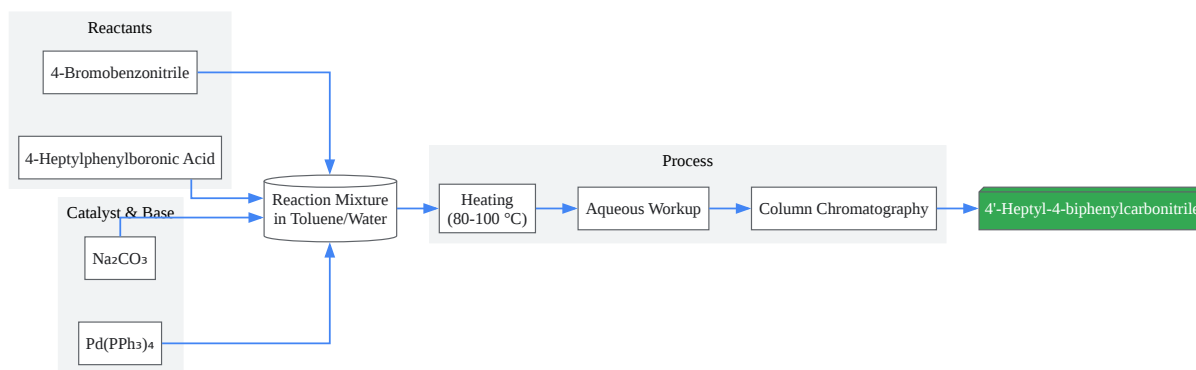 Reactants
4-Bromobenzonitrile
4-Heptylphenylboronic Acid
Catalyst & Base
Na₂CO₃
Pd(PPh₃)₄
Reaction Mixture
in Toluene/Water
Process
Heating
(80-100 °C)
Aqueous Workup
Column Chromatography
4'-Heptyl-4-biphenylcarbonitrile